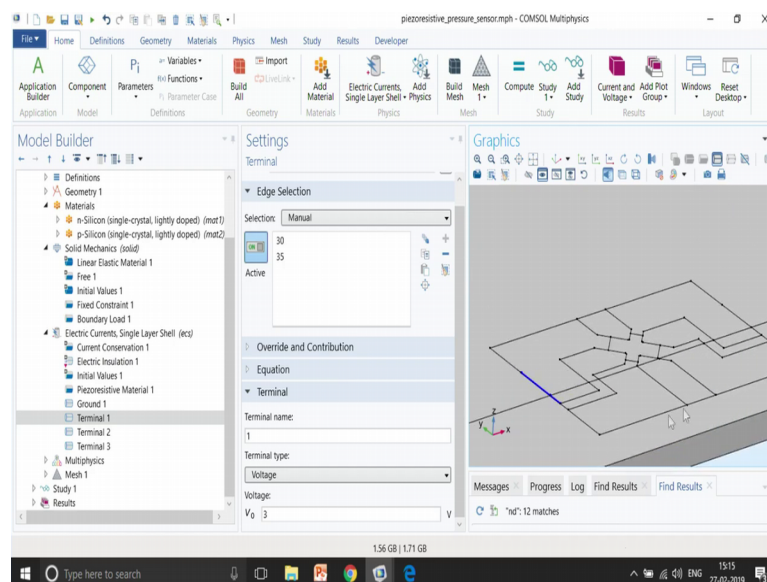 piezoresistive_pressure_sensor.mph - COMSOL Multiphysics
File Home Definitions Geometry Materials Physics Mesh Study Results Developer
Application Builder
Component
Parameters
Variables
Functions
Parameter Case
Build All
Import
LiveLink
Add Material
Electric Currents, Single Layer Shell
Add Physics
Build Mesh
Mesh 1
Compute
Study 1
Add Study
Current and Voltage
Add Plot Group
Windows
Reset Desktop
Application Model Definitions Geometry Materials Physics Mesh Study Results Layout
Model Builder
Definitions
Geometry 1
Materials
n-Silicon (single-crystal, lightly doped) (mat1)
p-Silicon (single-crystal, lightly doped) (mat2)
Solid Mechanics (solid)
Linear Elastic Material 1
Free 1
Initial Values 1
Fixed Constraint 1
Boundary Load 1
Electric Currents, Single Layer Shell (ecs)
Current Conservation 1
Electric Insulation 1
Initial Values 1
Piezoresistive Material 1
Ground 1
Terminal 1
Terminal 2
Terminal 3
Multiphysics
Mesh 1
Study 1
Results
Settings
Terminal
Edge Selection
Selection: Manual
30
35
Active
Override and Contribution
Equation
Terminal
Terminal name:
1
Terminal type:
Voltage
Voltage:
V₀ 3 V
Graphics
z
y
x
Messages Progress Log Find Results Find Results
"nd": 12 matches
1.56 GB | 1.71 GB
Type here to search
ENG
15:15
27-02-2019